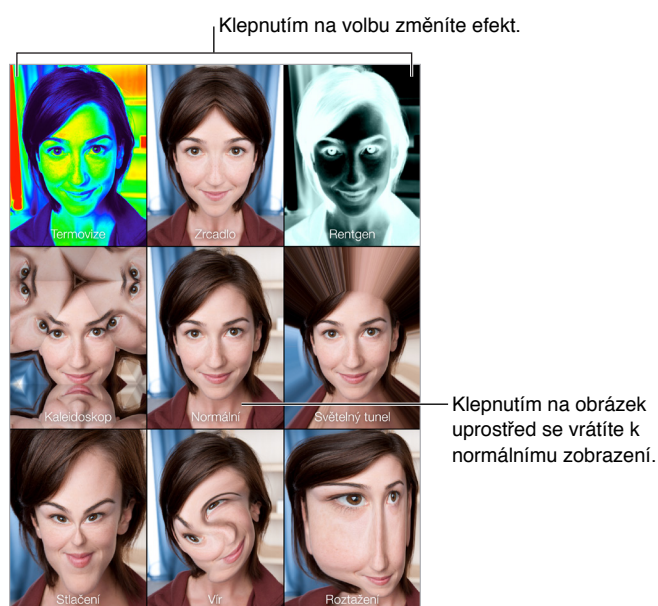 Klepnutím na volbu změníte efekt.
Termovize
Zrcadlo
Rentgen
Kaleidoskop
Normální
Světelný tunel
Klepnutím na obrázek
uprostřed se vrátíte k
normálnímu zobrazení.
Stlačení
Vír
Roztažení